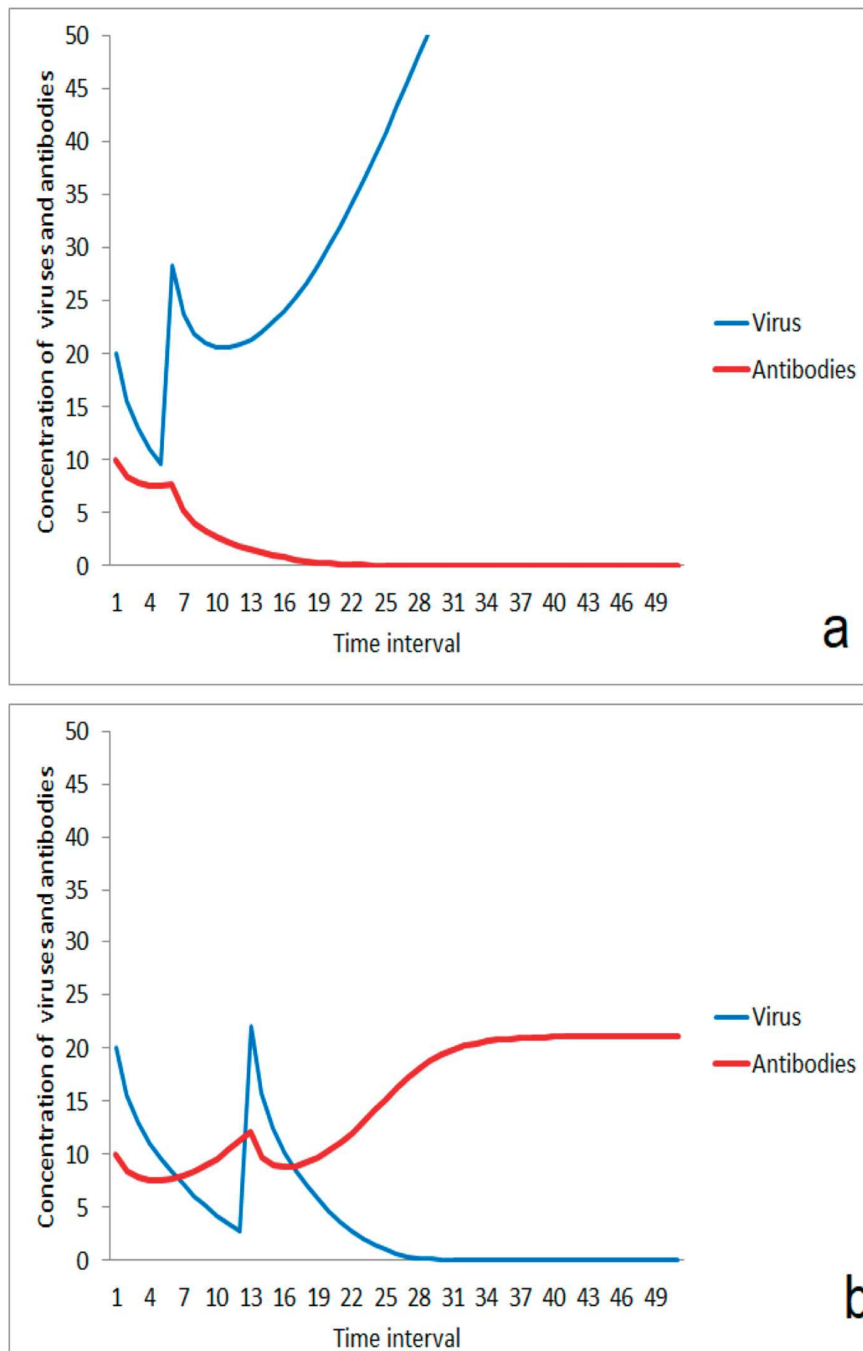 50
45
40
35
30
25
20
15
10
5
0
Concentration of viruses and antibodies
1 4 7 10 13 16 19 22 25 28 31 34 37 40 43 46 49
Time interval
Virus
Antibodies
a
50
45
40
35
30
25
20
15
10
5
0
Concentration of viruses and antibodies
1 4 7 10 13 16 19 22 25 28 31 34 37 40 43 46 49
Time interval
Virus
Antibodies
b